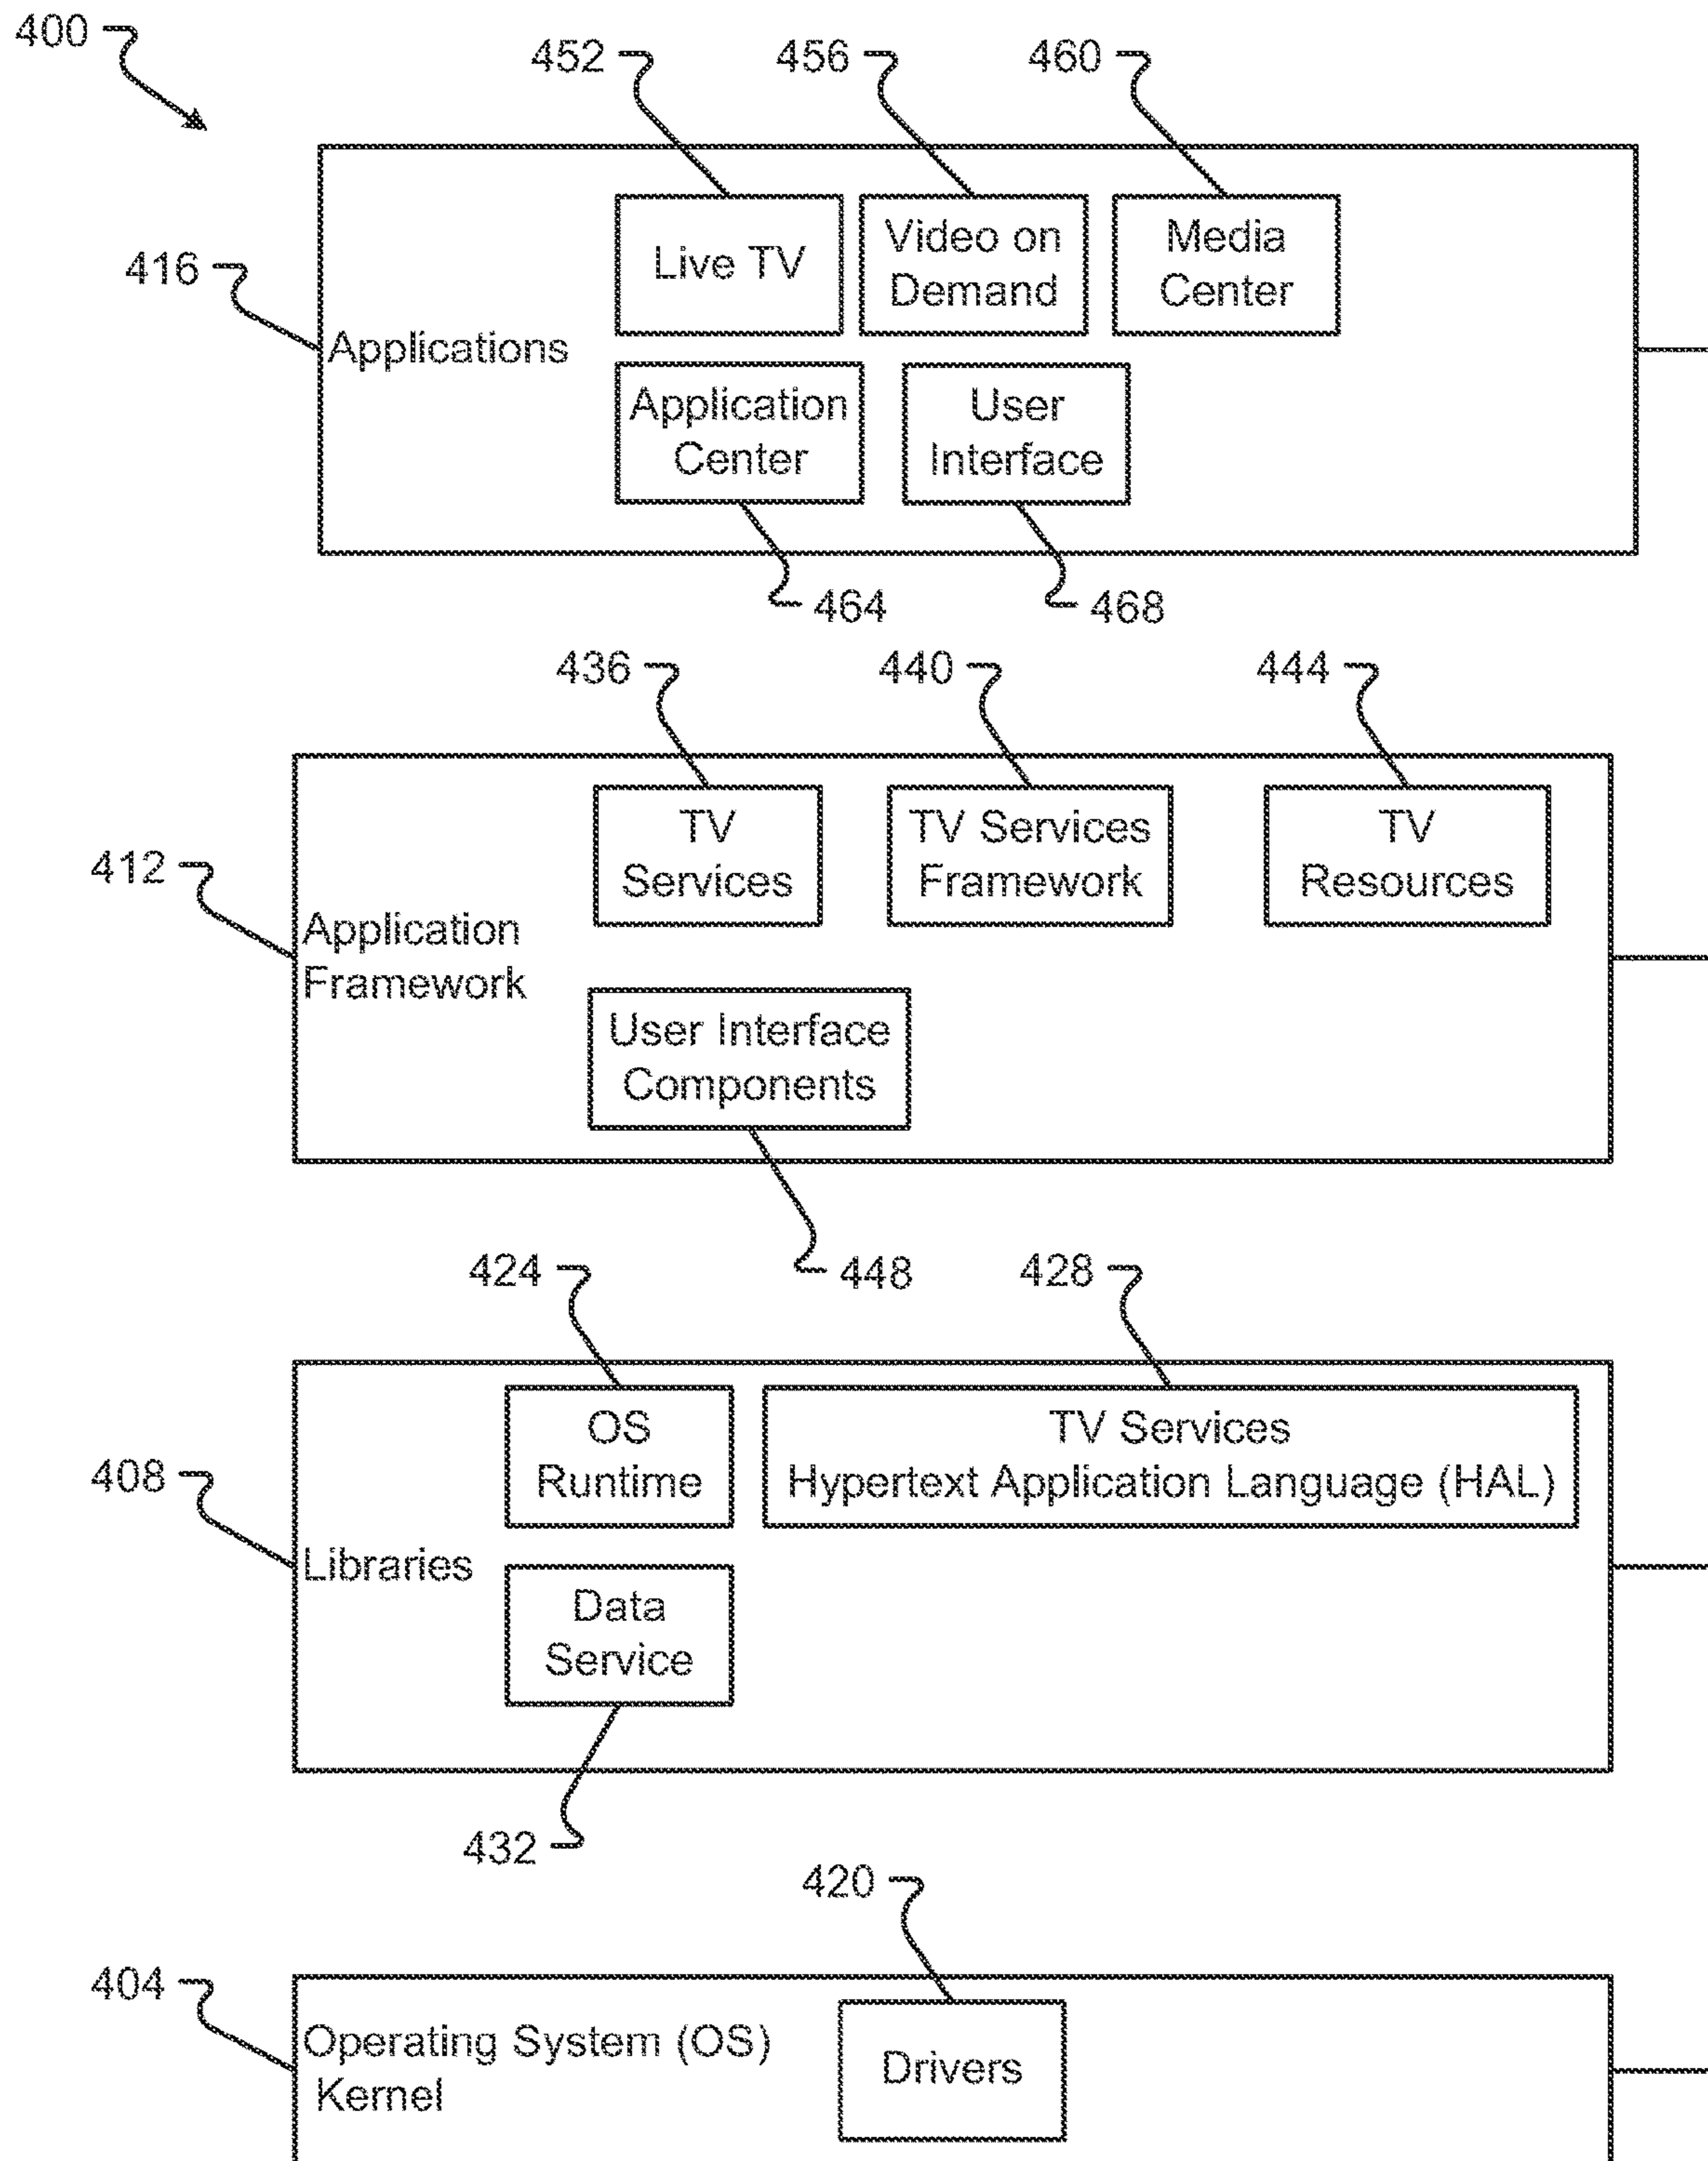 400
452
456
460
416
Applications
Live TV
Video on
Demand
Media
Center
Application
Center
User
Interface
464
468
436
440
444
412
Application
Framework
TV
Services
TV Services
Framework
TV
Resources
User Interface
Components
448
424
428
408
Libraries
OS
Runtime
TV Services
Hypertext Application Language (HAL)
Data
Service
432
420
404
Operating System (OS)
Kernel
Drivers